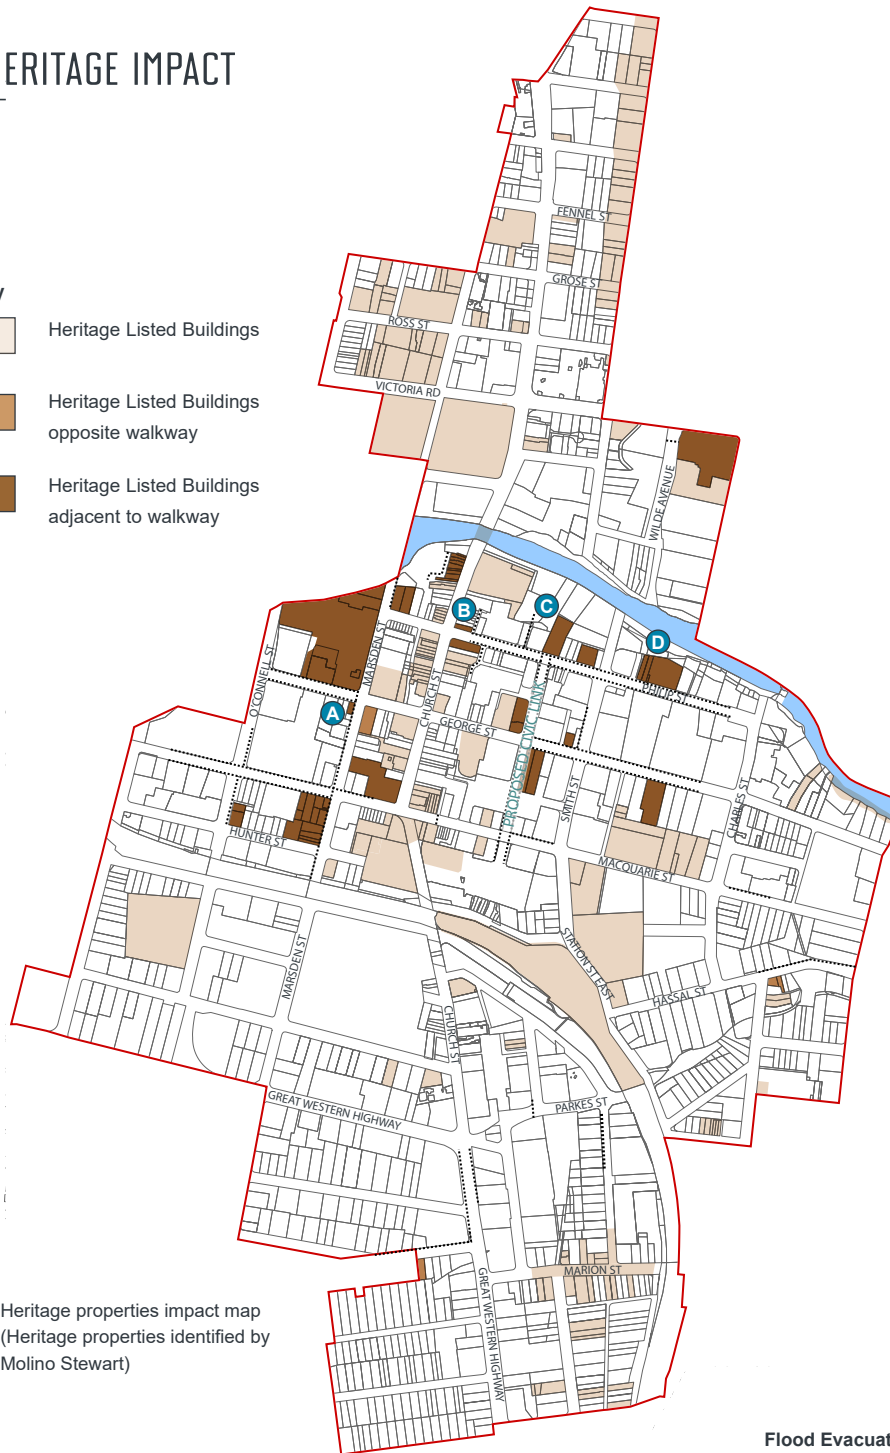 ERITAGE IMPACT
y
Heritage Listed Buildings
Heritage Listed Buildings
opposite walkway
Heritage Listed Buildings
adjacent to walkway
FENNEL ST
GROSE ST
ROSS ST
VICTORIA RD
WILDE AVENUE
B
C
D
A
O'CONNELL ST
MARSDEN ST
CHURCH ST
PHILIP ST
GEORGE ST
PROPOSED CIVIC LINK
SMITH ST
CHARLES ST
HUNTER ST
MACQUARIE ST
MARSDEN ST
STATION ST EAST
HASSAL ST
CHURCH ST
GREAT WESTERN HIGHWAY
PARKES ST
MARION ST
GREAT WESTERN HIGHWAY
Heritage properties impact map
(Heritage properties identified by
Molino Stewart)
Flood Evacuat